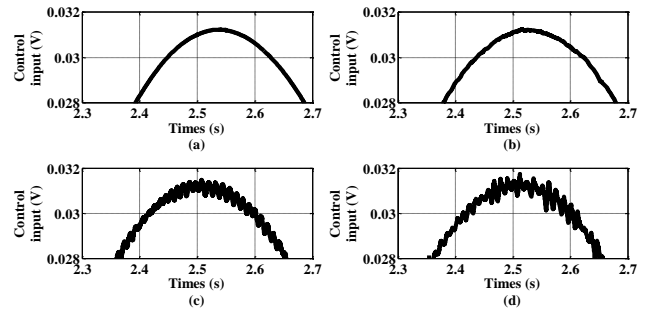 0.032
0.03
0.028
Control
input (V)
2.3 2.4 2.5 2.6 2.7
Times (s)
(a)
0.032
0.03
0.028
Control
input (V)
2.3 2.4 2.5 2.6 2.7
Times (s)
(b)
0.032
0.03
0.028
Control
input (V)
2.3 2.4 2.5 2.6 2.7
Times (s)
(c)
0.032
0.03
0.028
Control
input (V)
2.3 2.4 2.5 2.6 2.7
Times (s)
(d)